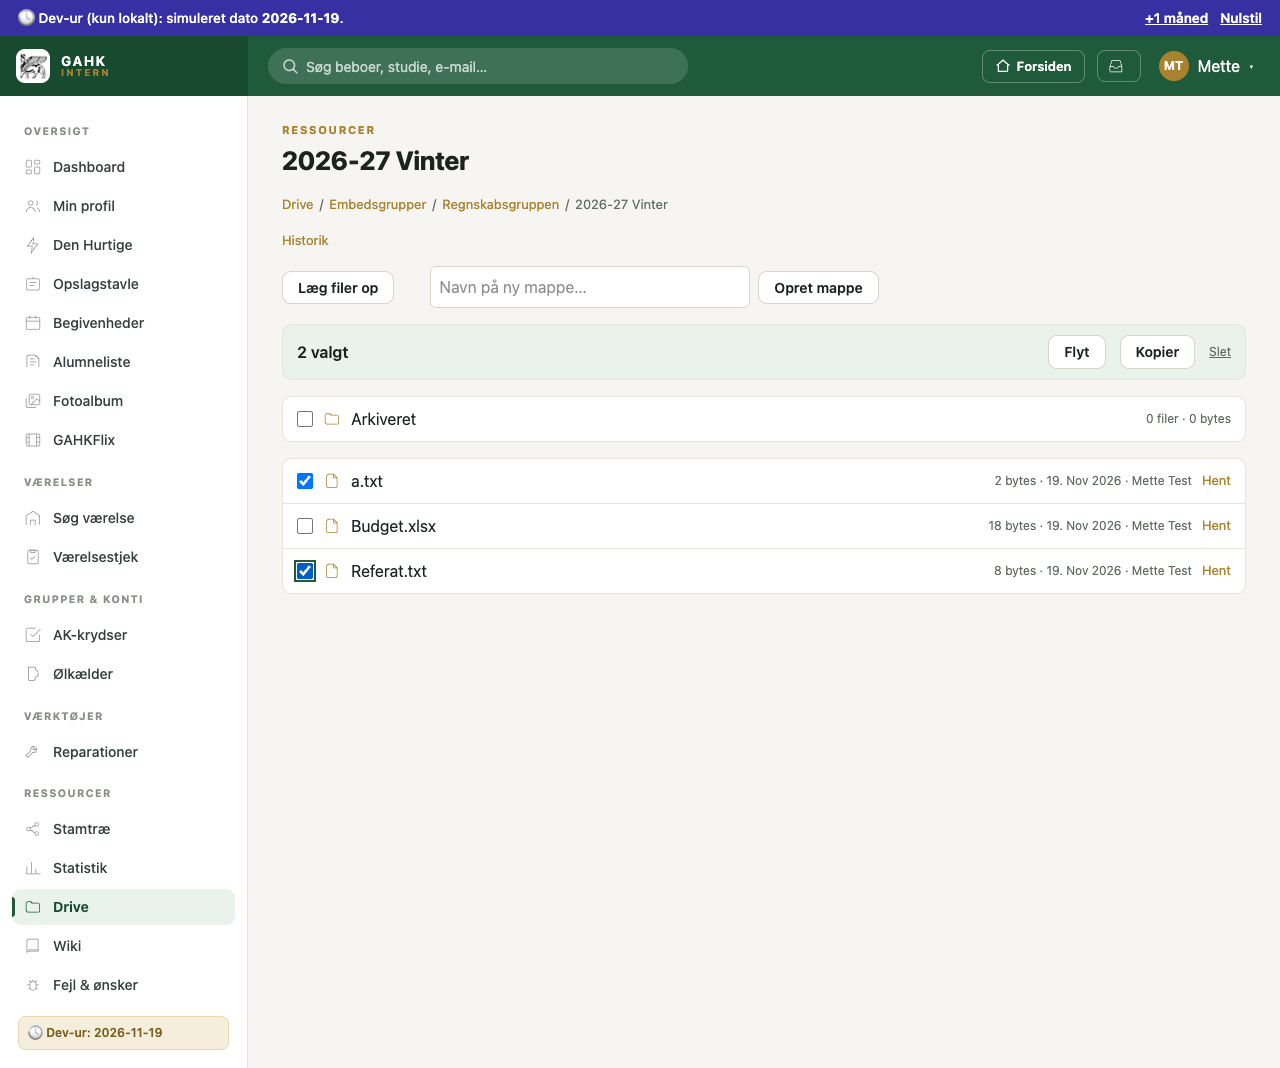 Dev-ur (kun lokalt): simuleret dato 2026-11-19.
+1 måned Nulstil
GAHK
INTERN
Søg beboer, studie, e-mail...
Forsiden
MT Mette
OVERSIGT
Dashboard
Min profil
Den Hurtige
Opslagstavle
Begivenheder
Alumneliste
Fotoalbum
GAHKFlix
VÆRELSER
Søg værelse
Værelsestjek
GRUPPER & KONTI
AK-krydser
Ølkælder
VÆRKTØJER
Reparationer
RESSOURCER
Stamtræ
Statistik
Drive
Wiki
Fejl & ønsker
Dev-ur: 2026-11-19
RESSOURCER
2026-27 Vinter
Drive / Embedsgrupper / Regnskabsgruppen / 2026-27 Vinter
Historik
Læg filer op Navn på ny mappe... Opret mappe
2 valgt Flyt Kopier Slet
Arkiveret 0 filer · 0 bytes
a.txt 2 bytes · 19. Nov 2026 · Mette Test Hent
Budget.xlsx 18 bytes · 19. Nov 2026 · Mette Test Hent
Referat.txt 8 bytes · 19. Nov 2026 · Mette Test Hent